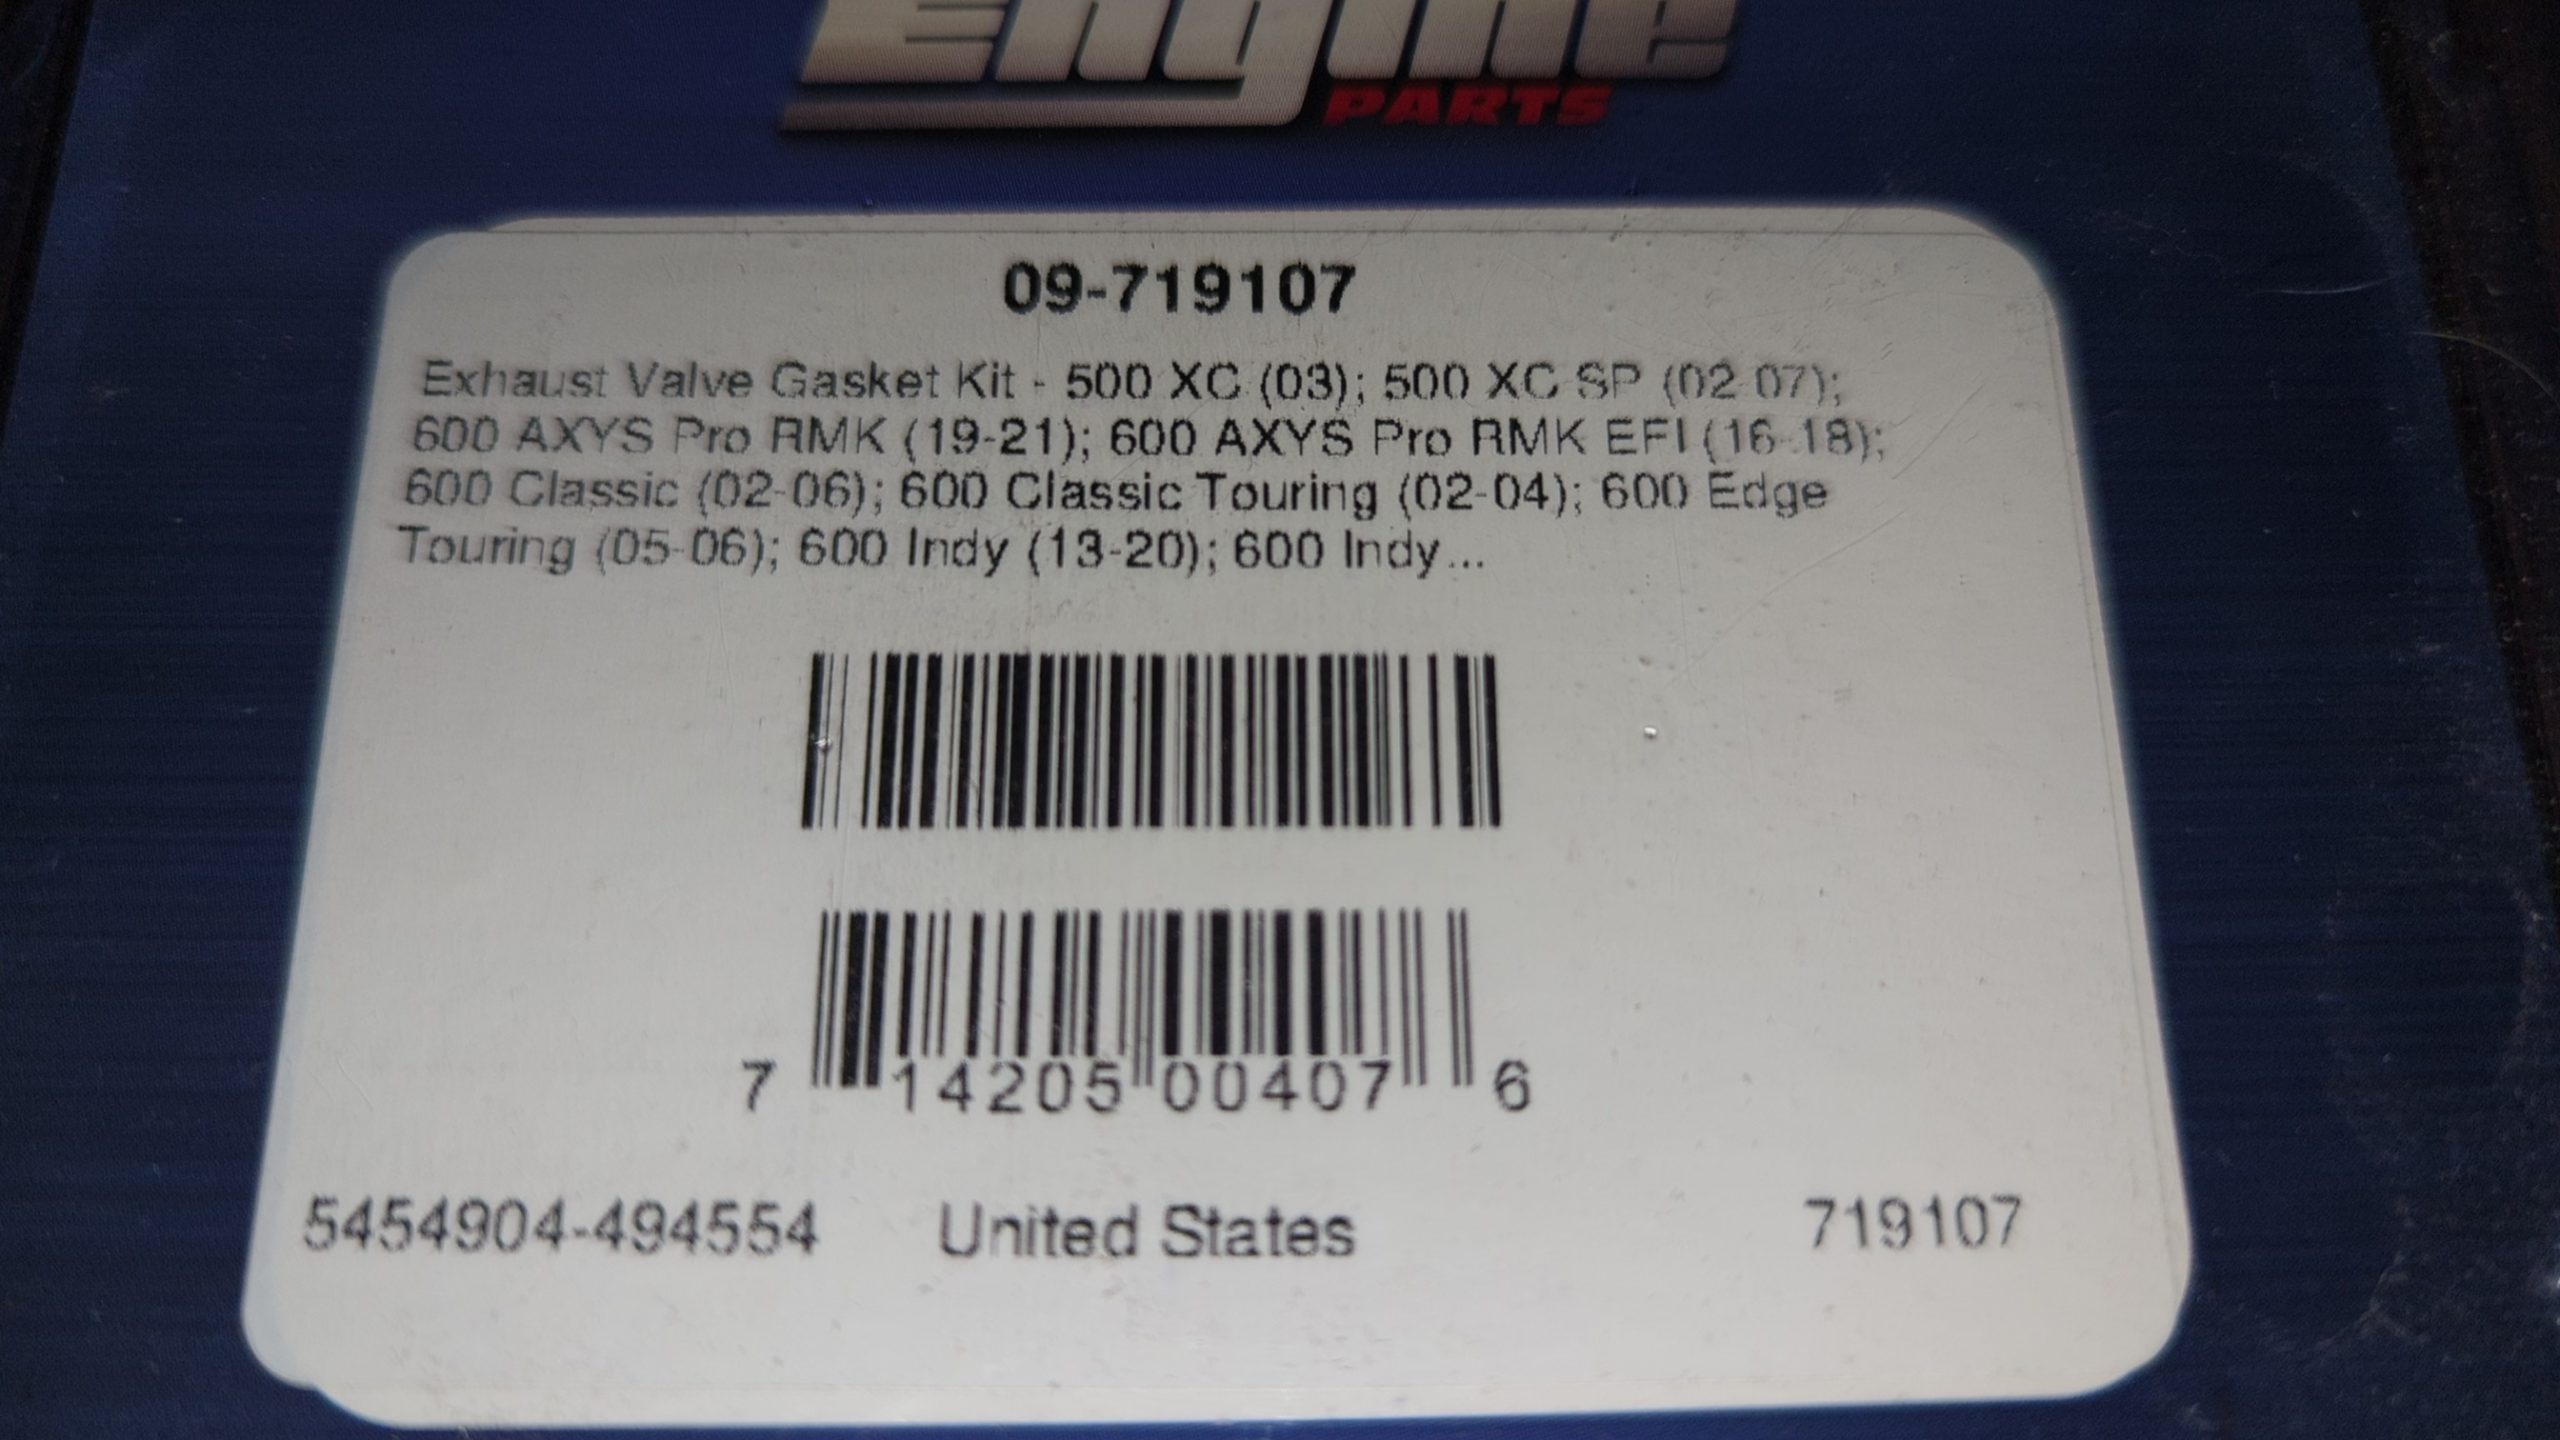 Engine
PARTS
09-719107
Exhaust Valve Gasket Kit - 500 XC (03); 500 XC SP (02-07);
600 AXYS Pro RMK (19-21); 600 AXYS Pro RMK EFI (16-18);
600 Classic (02-06); 600 Classic Touring (02-04); 600 Edge
Touring (05-06); 600 Indy (13-20); 600 Indy...
7 14205 00407 6
5454904-494554 United States 719107